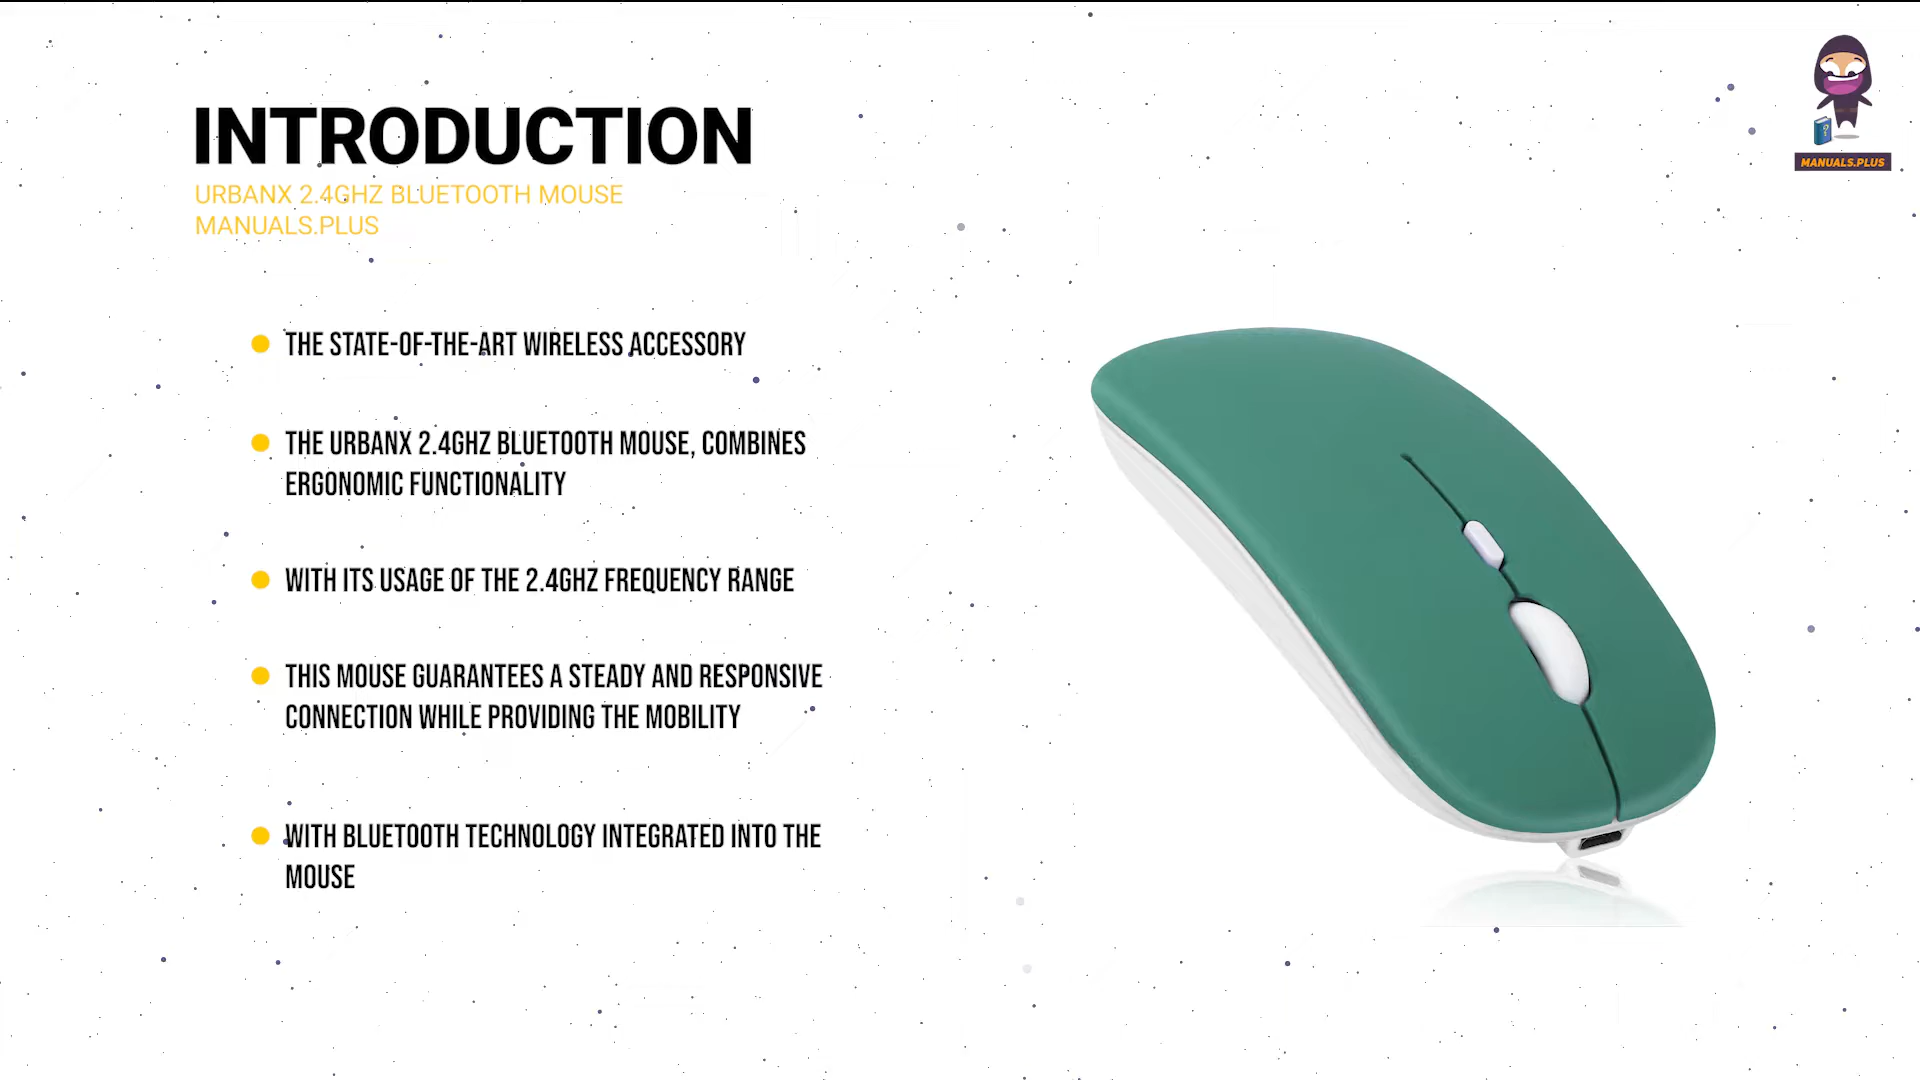 INTRODUCTION
URBANX 2.4GHZ BLUETOOTH MOUSE
MANUALS.PLUS
THE STATE-OF-THE-ART WIRELESS ACCESSORY
THE URBANX 2.4GHZ BLUETOOTH MOUSE, COMBINES
ERGONOMIC FUNCTIONALITY
WITH ITS USAGE OF THE 2.4GHZ FREQUENCY RANGE
THIS MOUSE GUARANTEES A STEADY AND RESPONSIVE
CONNECTION WHILE PROVIDING THE MOBILITY
WITH BLUETOOTH TECHNOLOGY INTEGRATED INTO THE
MOUSE
?
MANUALS.PLUS